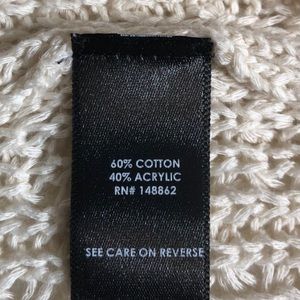 60% COTTON
40% ACRYLIC
RN# 148862
SEE CARE ON REVERSE